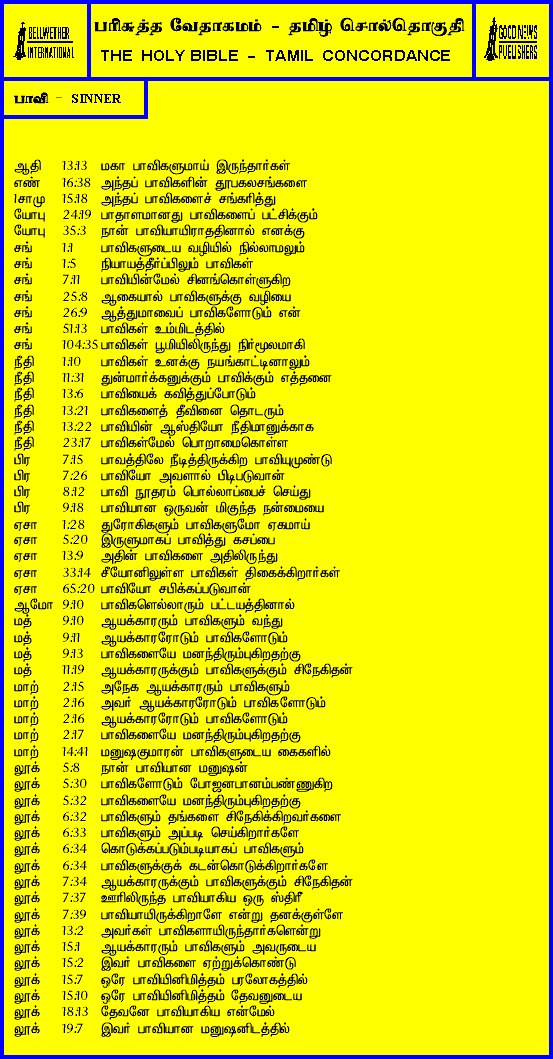 BELLWETHER
INTERNATIONAL
பரிசுத்த வேதாகமம் - தமிழ் சொல்தொகுதி
THE HOLY BIBLE - TAMIL CONCORDANCE
GOOD NEWS
PUBLISHERS
பாவி - SINNER
ஆதி 13:13 மகா பாவிகளுமாய் இருந்தார்கள்
எண் 16:38 அந்தப் பாவிகளின் தூபகலசங்களை
1சாமு 15:18 அந்தப் பாவிகளைச் சங்கரித்து
யோபு 24:19 பாதாளமானது பாவிகளைப் பட்சிக்கும்
யோபு 35:3 நான் பாவியாயிராததினால் எனக்கு
சங் 1:1 பாவிகளுடைய வழியில் நில்லாமலும்
சங் 1:5 நியாயத்தீர்ப்பிலும் பாவிகள்
சங் 7:11 பாவியின்மேல் சினங்கொள்ளுகிற
சங் 25:8 ஆகையால் பாவிகளுக்கு வழியை
சங் 26:9 ஆத்துமாவைப் பாவிகளோடும் என்
சங் 51:13 பாவிகள் உம்மிடத்தில்
சங் 104:35 பாவிகள் பூமியிலிருந்து நிர்மூலமாகி
நீதி 1:10 பாவிகள் உனக்கு நயங்காட்டினாலும்
நீதி 11:31 துன்மார்க்கனுக்கும் பாவிக்கும் எத்தனை
நீதி 13:6 பாவியைக் கவித்துப்போடும்
நீதி 13:21 பாவிகளைத் தீவினை தொடரும்
நீதி 13:22 பாவியின் ஆஸ்தியோ நீதிமானுக்காக
நீதி 23:17 பாவிகள்மேல் பொறாமைகொள்ள
பிர 7:15 பாவத்திலே நீடித்திருக்கிற பாவியுமுண்டு
பிர 7:26 பாவியோ அவளால் பிடிபடுவான்
பிர 8:12 பாவி நூதரம் பொல்லாப்பைச் செய்து
பிர 9:18 பாவியான ஒருவன் மிகுந்த நன்மையை
ஏசா 1:28 துரோகிகளும் பாவிகளுமோ ஏகமாய்
ஏசா 5:20 இருளுமாகப் பாவித்து கசப்பை
ஏசா 13:9 அதின் பாவிகளை அதிலிருந்து
ஏசா 33:14 சீயோனிலுள்ள பாவிகள் திகைக்கிறார்கள்
ஏசா 65:20 பாவியோ சபிக்கப்படுவான்
ஆமோ 9:10 பாவிகளெல்லாரும் பட்டயத்தினால்
மத் 9:10 ஆயக்காரரும் பாவிகளும் வந்து
மத் 9:11 ஆயக்காரரோடும் பாவிகளோடும்
மத் 9:13 பாவிகளையே மனந்திரும்புகிறதற்கு
மத் 11:19 ஆயக்காரருக்கும் பாவிகளுக்கும் சிநேகிதன்
மாற் 2:15 அநேக ஆயக்காரரும் பாவிகளும்
மாற் 2:16 அவர் ஆயக்காரரோடும் பாவிகளோடும்
மாற் 2:16 ஆயக்காரரோடும் பாவிகளோடும்
மாற் 2:17 பாவிகளையே மனந்திரும்புகிறதற்கு
மாற் 14:41 மனுஷகுமாரன் பாவிகளுடைய கைகளில்
லூக் 5:8 நான் பாவியான மனுஷன்
லூக் 5:30 பாவிகளோடும் போஜனபானம்பண்ணுகிற
லூக் 5:32 பாவிகளையே மனந்திரும்புகிறதற்கு
லூக் 6:32 பாவிகளும் தங்களை சிநேகிக்கிறவர்களை
லூக் 6:33 பாவிகளும் அப்படி செய்கிறார்களே
லூக் 6:34 கொடுக்கப்படும்படியாகப் பாவிகளும்
லூக் 6:34 பாவிகளுக்குக் கடன்கொடுக்கிறார்களே
லூக் 7:34 ஆயக்காரருக்கும் பாவிகளுக்கும் சிநேகிதன்
லூக் 7:37 ஊரிலிருந்த பாவியாகிய ஒரு ஸ்திரீ
லூக் 7:39 பாவியாயிருக்கிறாளே என்று தனக்குள்ளே
லூக் 13:2 அவர்கள் பாவிகளாயிருந்தார்களென்று
லூக் 15:1 ஆயக்காரரும் பாவிகளும் அவருடைய
லூக் 15:2 இவர் பாவிகளை ஏற்றுக்கொண்டு
லூக் 15:7 ஒரே பாவியினிமித்தம் பரலோகத்தில்
லூக் 15:10 ஒரே பாவியினிமித்தம் தேவனுடைய
லூக் 18:13 தேவனே பாவியாகிய என்மேல்
லூக் 19:7 இவர் பாவியான மனுஷனிடத்தில்